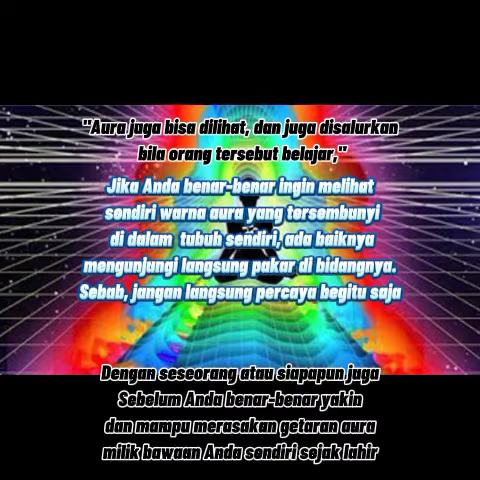 "Aura juga bisa dilihat, dan juga disalurkan
bila orang tersebut belajar,"
Jika Anda benar-benar ingin melihat
sendiri warna aura yang tersembunyi
di dalam tubuh sendiri, ada baiknya
mengunjungi langsung pakar di bidangnya.
Sebab, jangan langsung percaya begitu saja
Dengan seseorang atau siapapun juga
Sebelum Anda benar-benar yakin
dan mampu merasakan getaran aura
milik bawaan Anda sendiri sejak lahir